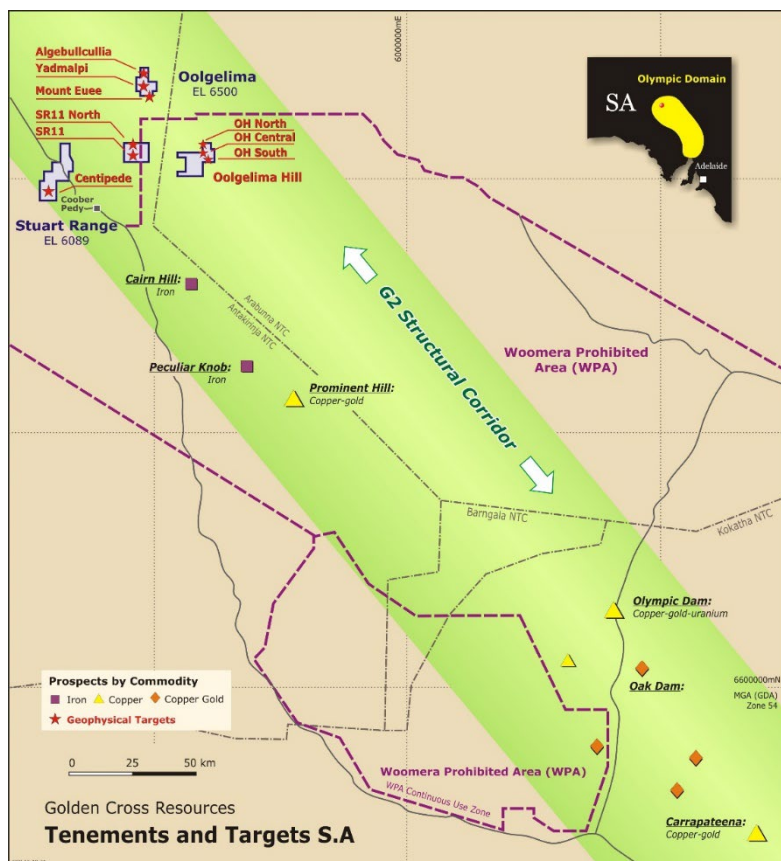 Algebullcullia
Yadmalpi
Mount Euee
Oolgelima
EL 6500
SR11 North
SR11
OH North
OH Central
OH South
Oolgelima Hill
Centipede
Coober
Pedy
Stuart Range
EL 6089
6000000mE
Olympic Domain
SA
Adelaide
Cairn Hill:
Iron
Arabunna NTC
Antakirinja NTC
G2 Structural Corridor
Peculiar Knob:
Iron
Prominent Hill:
Copper-gold
Woomera Prohibited
Area (WPA)
Barngala NTC
Kokatha NTC
Olympic Dam:
Copper-gold-uranium
Oak Dam:
6600000mN
MGA (GDA)
Zone 54
Prospects by Commodity
Iron Copper Copper Gold
Geophysical Targets
0 25 50 km
Woomera Prohibited Area (WPA)
WPA Continuous Use Zone
Golden Cross Resources
Tenements and Targets S.A
Carrapateena:
Copper-gold